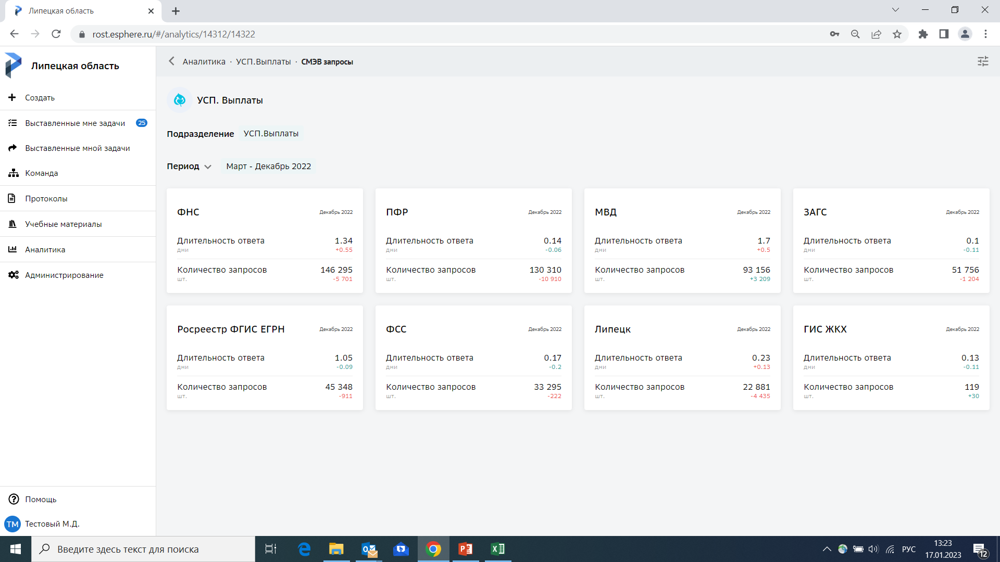 Липецкая область
rost.esphere.ru/#/analytics/14312/14322
Липецкая область
Создать
Выставленные мне задачи 25
Выставленные мной задачи
Команда
Протоколы
Учебные материалы
Аналитика
Администрирование
Помощь
ТМ Тестовый М.Д.
Аналитика · УСП.Выплаты · СМЭВ запросы
УСП. Выплаты
Подразделение УСП.Выплаты
Период Март - Декабрь 2022
ФНС Декабрь 2022
Длительность ответа 1.34
дни +0.55
Количество запросов 146 295
шт. -5 701
ПФР Декабрь 2022
Длительность ответа 0.14
дни -0.06
Количество запросов 130 310
шт. -10 910
МВД Декабрь 2022
Длительность ответа 1.7
дни +0.5
Количество запросов 93 156
шт. +3 209
ЗАГС Декабрь 2022
Длительность ответа 0.1
дни -0.11
Количество запросов 51 756
шт. -1 204
Росреестр ФГИС ЕГРН Декабрь 2022
Длительность ответа 1.05
дни -0.09
Количество запросов 45 348
шт. -911
ФСС Декабрь 2022
Длительность ответа 0.17
дни -0.2
Количество запросов 33 295
шт. -222
Липецк Декабрь 2022
Длительность ответа 0.23
дни +0.13
Количество запросов 22 881
шт. -4 435
ГИС ЖКХ Декабрь 2022
Длительность ответа 0.13
дни -0.11
Количество запросов 119
шт. +30
Введите здесь текст для поиска
РУС
13:23
17.01.2023
12